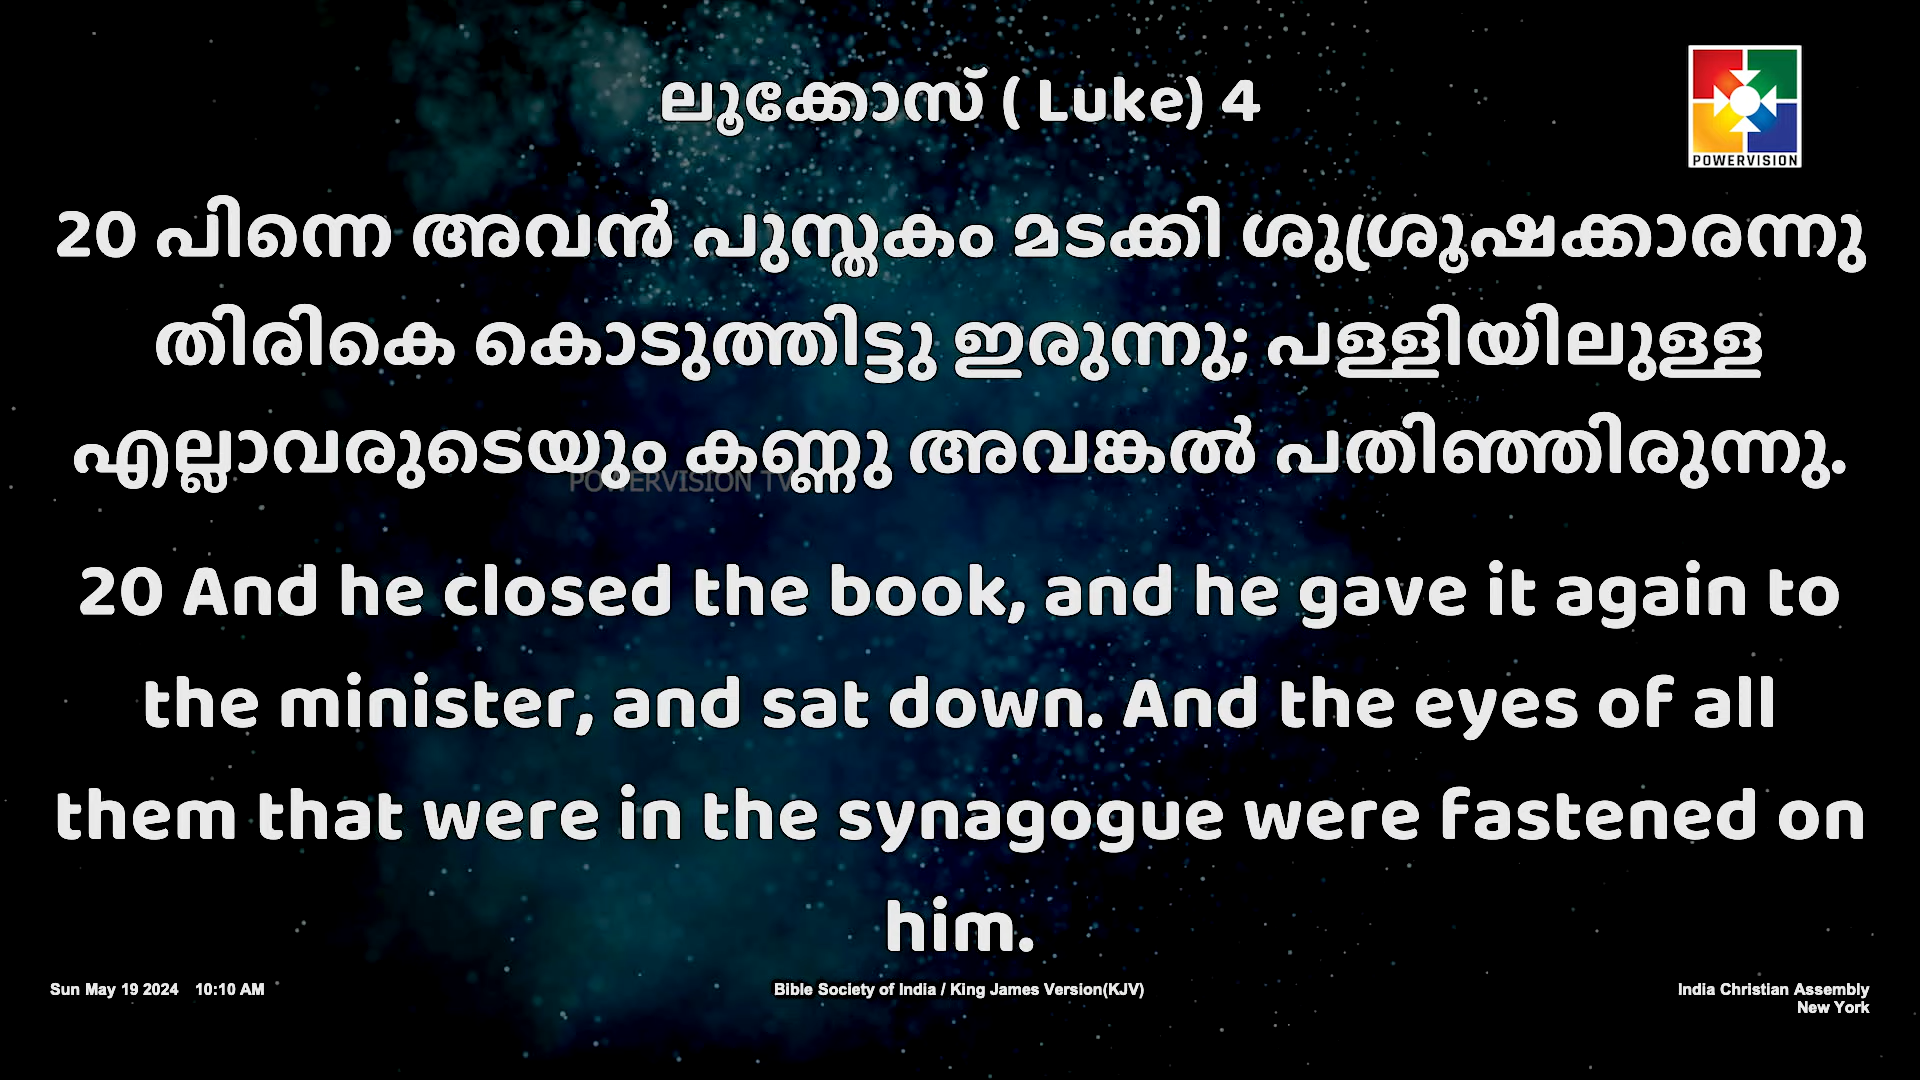 ലൂക്കോസ് ( Luke) 4
POWERVISION
20 പിന്നെ അവൻ പുസ്തകം മടക്കി ശുശ്രൂഷക്കാരന്നു
തിരികെ കൊടുത്തിട്ടു ഇരുന്നു; പള്ളിയിലുള്ള
എല്ലാവരുടെയും കണ്ണു അവങ്കൽ പതിഞ്ഞിരുന്നു.
POWERVISION TV
20 And he closed the book, and he gave it again to
the minister, and sat down. And the eyes of all
them that were in the synagogue were fastened on
him.
Sun May 19 2024 10:10 AM
Bible Society of India / King James Version(KJV)
India Christian Assembly
New York